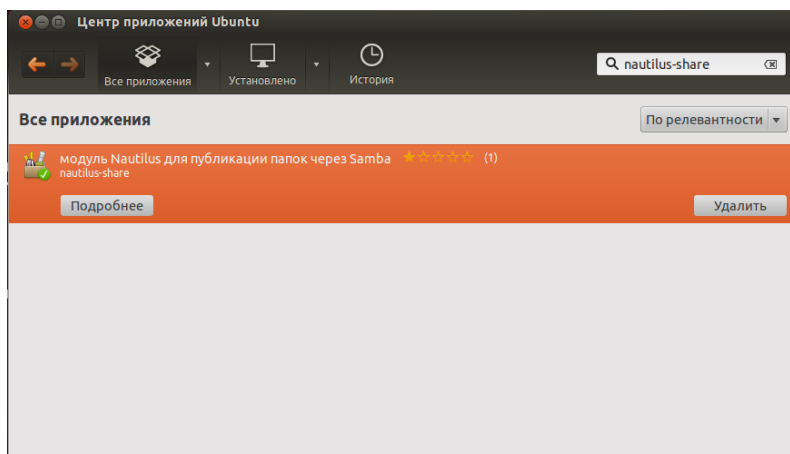 Центр приложений Ubuntu
Все приложения
Установлено
История
nautilus-share
Все приложения
По релевантности
модуль Nautilus для публикации папок через Samba (1)
nautilus-share
Подробнее
Удалить